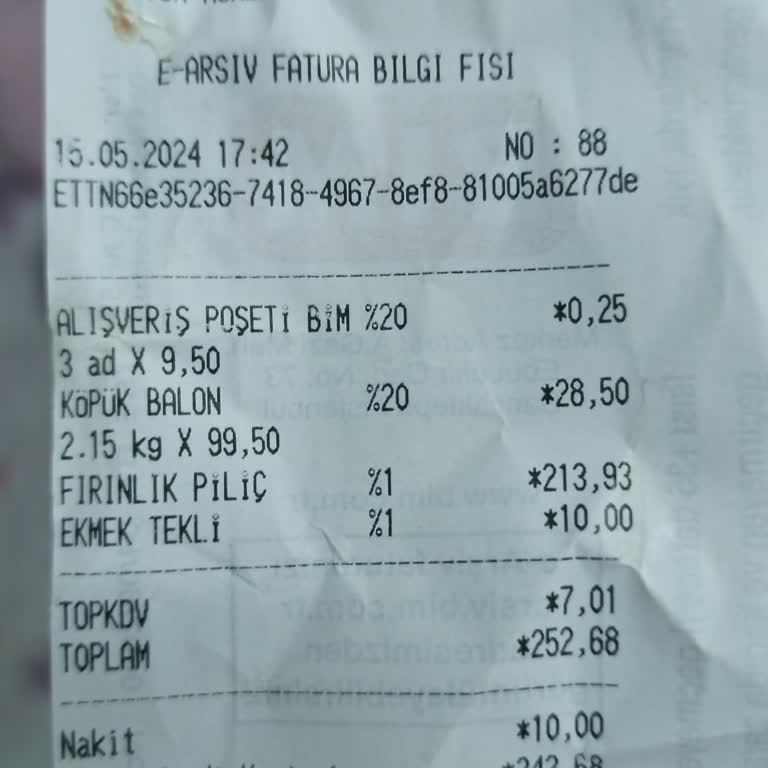 E-ARSIV FATURA BILGI FISI
15.05.2024 17:42 NO : 88
ETTN66e35236-7418-4967-8ef8-81005a6277de
ALIŞVERİŞ POŞETİ BİM %20 *0,25
3 ad X 9,50
KÖPÜK BALON %20 *28,50
2.15 kg X 99,50
FIRINLIK PİLİÇ %1 *213,93
EKMEK TEKLİ %1 *10,00
TOPKDV *7,01
TOPLAM *252,68
Nakit *10,00
*242,68